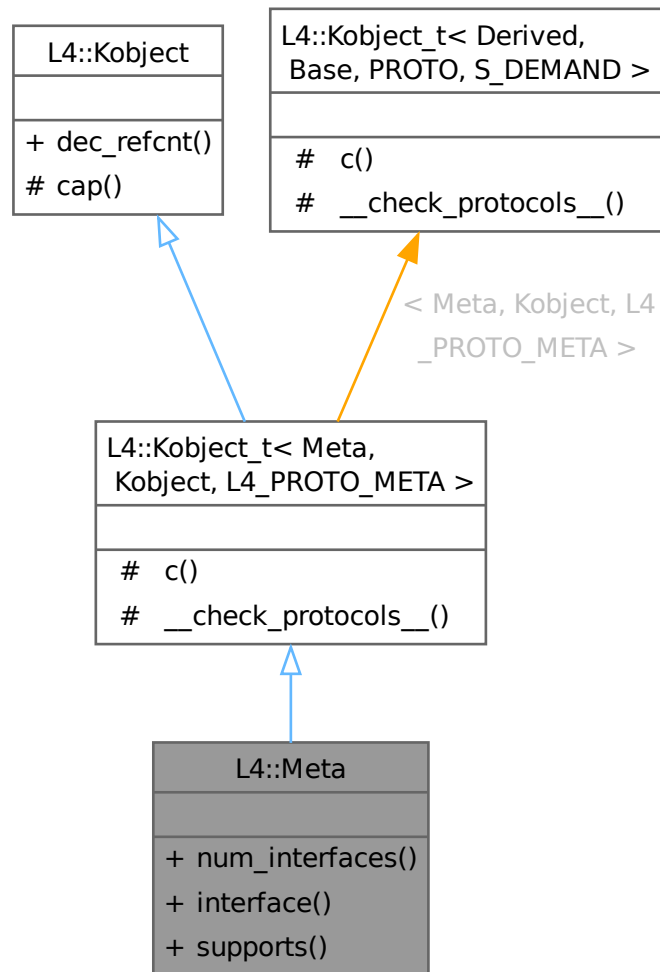 L4::Kobject
+ dec_refcnt()
# cap()
L4::Kobject_t< Derived,
Base, PROTO, S_DEMAND >
# c()
# __check_protocols__()
< Meta, Kobject, L4
_PROTO_META >
L4::Kobject_t< Meta,
Kobject, L4_PROTO_META >
# c()
# __check_protocols__()
L4::Meta
+ num_interfaces()
+ interface()
+ supports()